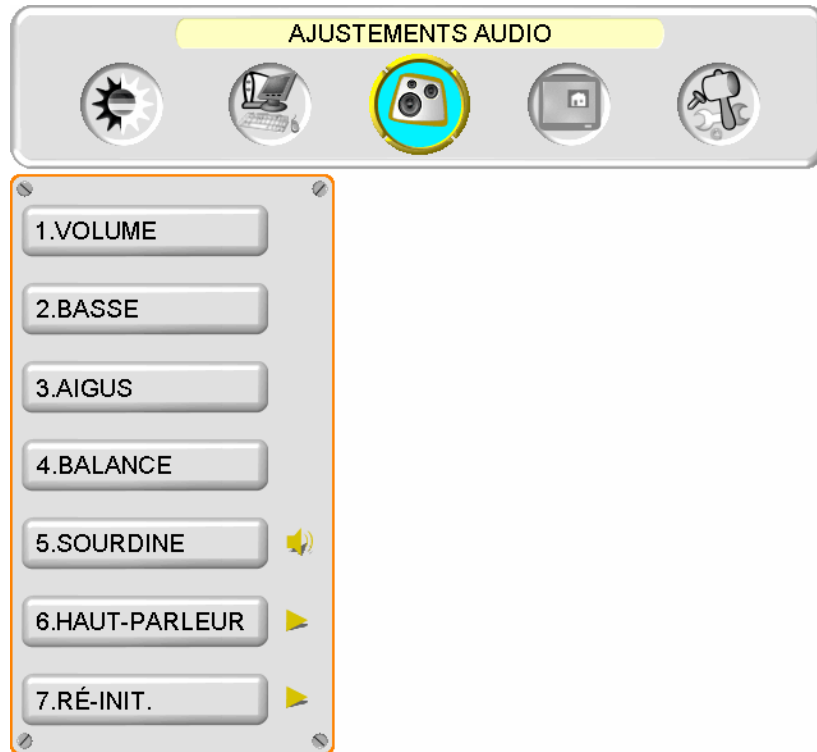 AJUSTEMENTS AUDIO
1.VOLUME
2.BASSE
3.AIGUS
4.BALANCE
5.SOURDINE
6.HAUT-PARLEUR
7.RÉ-INIT.